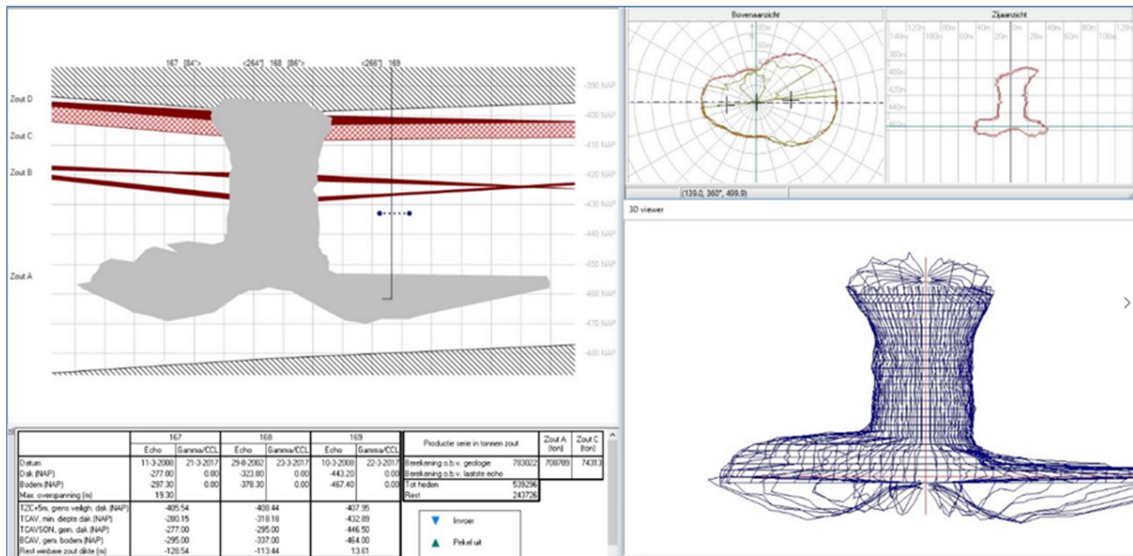 Bovenaanzicht
Zijaanzicht
167 [84°] <264°] 168 [86°] <266°] 169
Zout D
Zout C
Zout B
Zout A
-390 NAP
-400 NAP
-410 NAP
-420 NAP
-430 NAP
-440 NAP
-450 NAP
-460 NAP
-470 NAP
-480 NAP
(139.0, 360°, 499.9)
3D viewer
167 168 169
Echo Gamma/CCL Echo Gamma/CCL Echo Gamma/CCL
Datum 11-3-2008 21-3-2017 29-8-2002 23-3-2017 10-3-2008 22-3-2017
Dak (NAP) -277.00 0.00 -323.80 0.00 -443.20 0.00
Bodem (NAP) -297.30 0.00 -378.30 0.00 -467.40 0.00
Max. overspanning (m) 19.30
TZC+5m, grens veiligh. dak (NAP) -405.54 -408.44 -407.95
TCAV, min. diepte dak (NAP) -280.15 -318.18 -432.89
TCAVSON, gem. dak (NAP) -277.00 -295.00 -446.50
BCAV, gem. bodem (NAP) -295.00 -337.00 -464.00
Rest winbare zout dikte (m) -128.54 -113.44 13.61
Productie serie in tonnen zout Zout A (ton) Zout C (ton)
Berekening o.b.v. geologie 783022 708709 74313
Berekening o.b.v. laatste echo
Tot heden 539296
Rest 243726
Invoer
Pekel uit